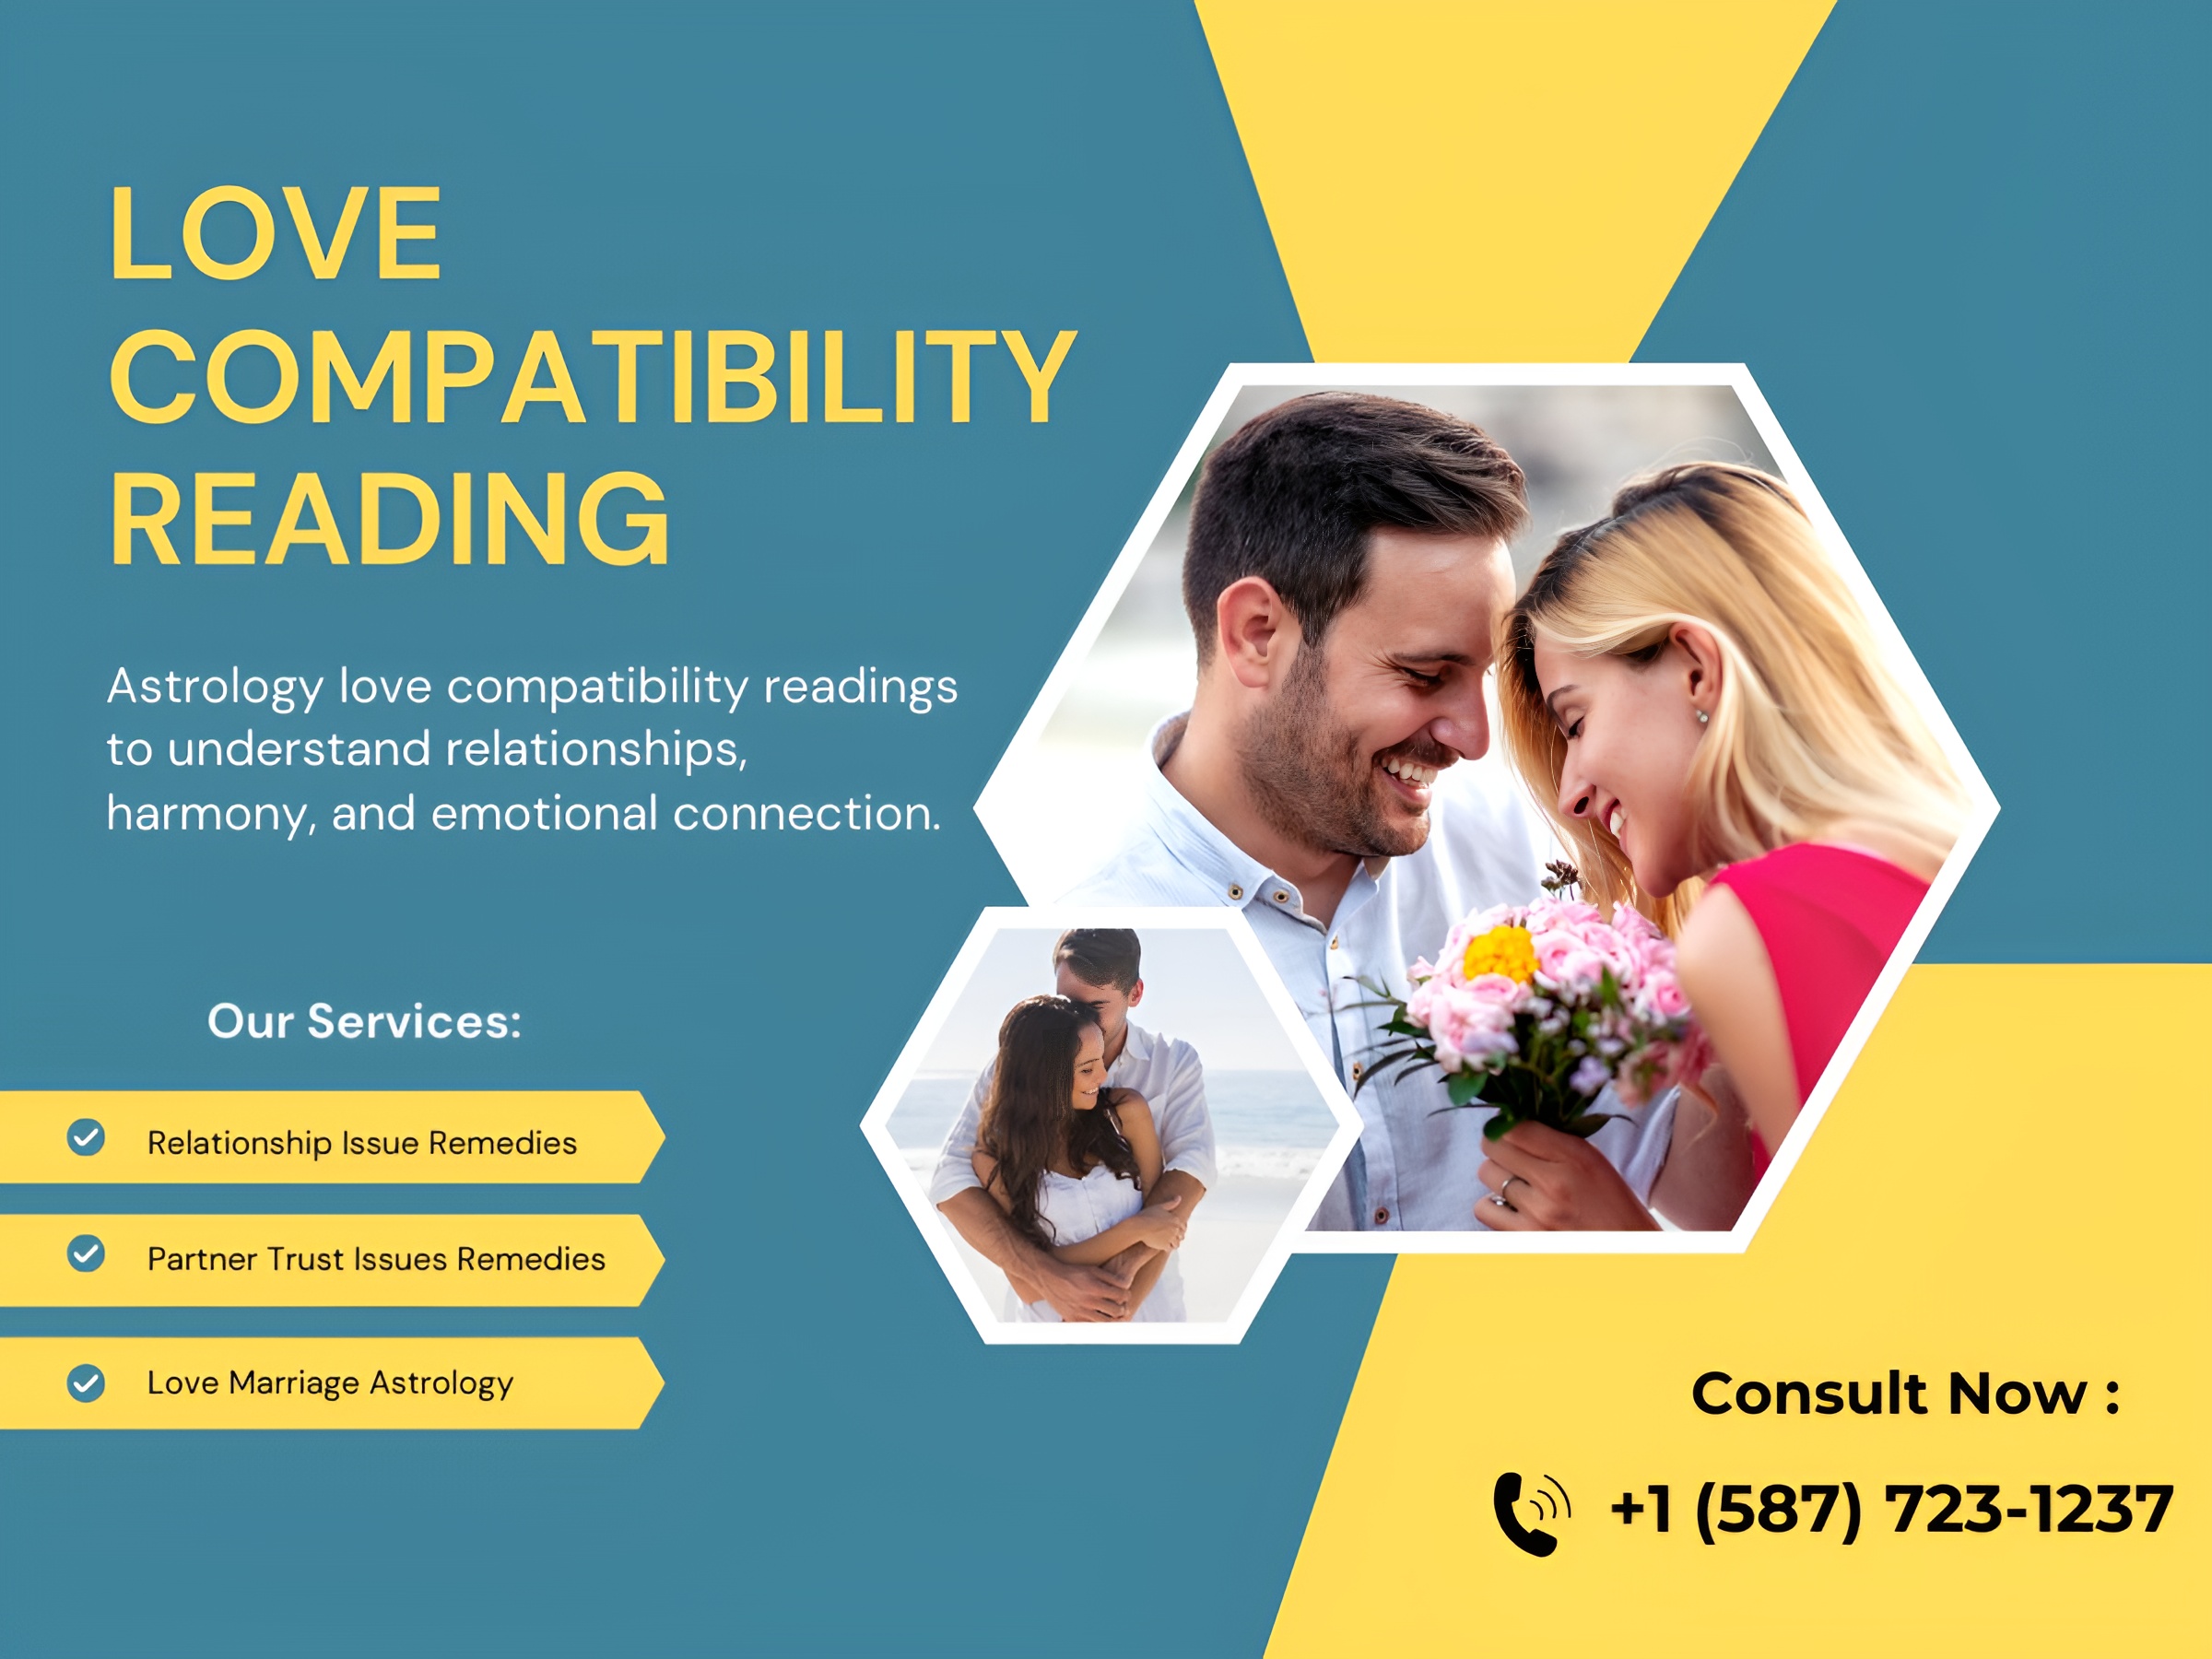 LOVE
COMPATIBILITY
READING
Astrology love compatibility readings
to understand relationships,
harmony, and emotional connection.
Our Services:
Relationship Issue Remedies
Partner Trust Issues Remedies
Love Marriage Astrology
Consult Now :
+1 (587) 723-1237